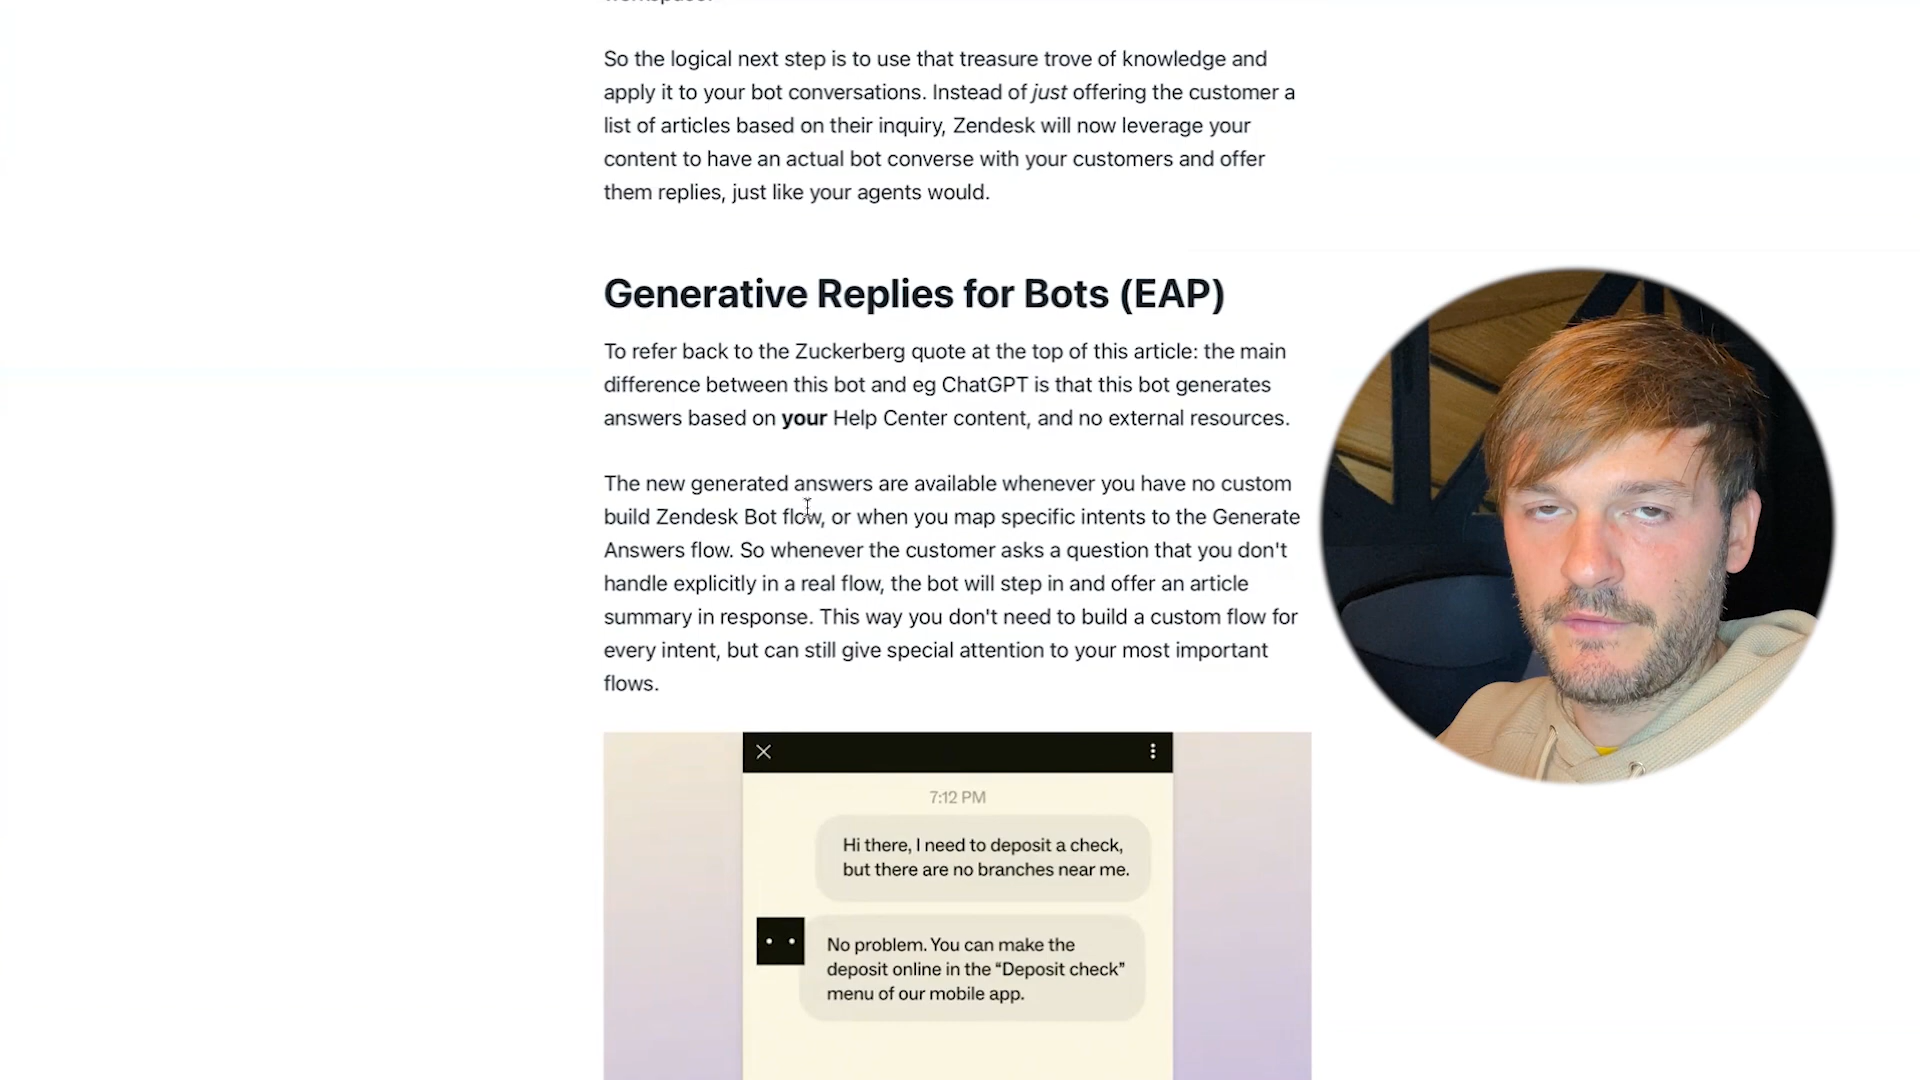 So the logical next step is to use that treasure trove of knowledge and
apply it to your bot conversations. Instead of just offering the customer a
list of articles based on their inquiry, Zendesk will now leverage your
content to have an actual bot converse with your customers and offer
them replies, just like your agents would.
Generative Replies for Bots (EAP)
To refer back to the Zuckerberg quote at the top of this article: the main
difference between this bot and eg ChatGPT is that this bot generates
answers based on your Help Center content, and no external resources.
The new generated answers are available whenever you have no custom
build Zendesk Bot flow, or when you map specific intents to the Generate
Answers flow. So whenever the customer asks a question that you don't
handle explicitly in a real flow, the bot will step in and offer an article
summary in response. This way you don't need to build a custom flow for
every intent, but can still give special attention to your most important
flows.
7:12 PM
Hi there, I need to deposit a check,
but there are no branches near me.
No problem. You can make the
deposit online in the “Deposit check”
menu of our mobile app.